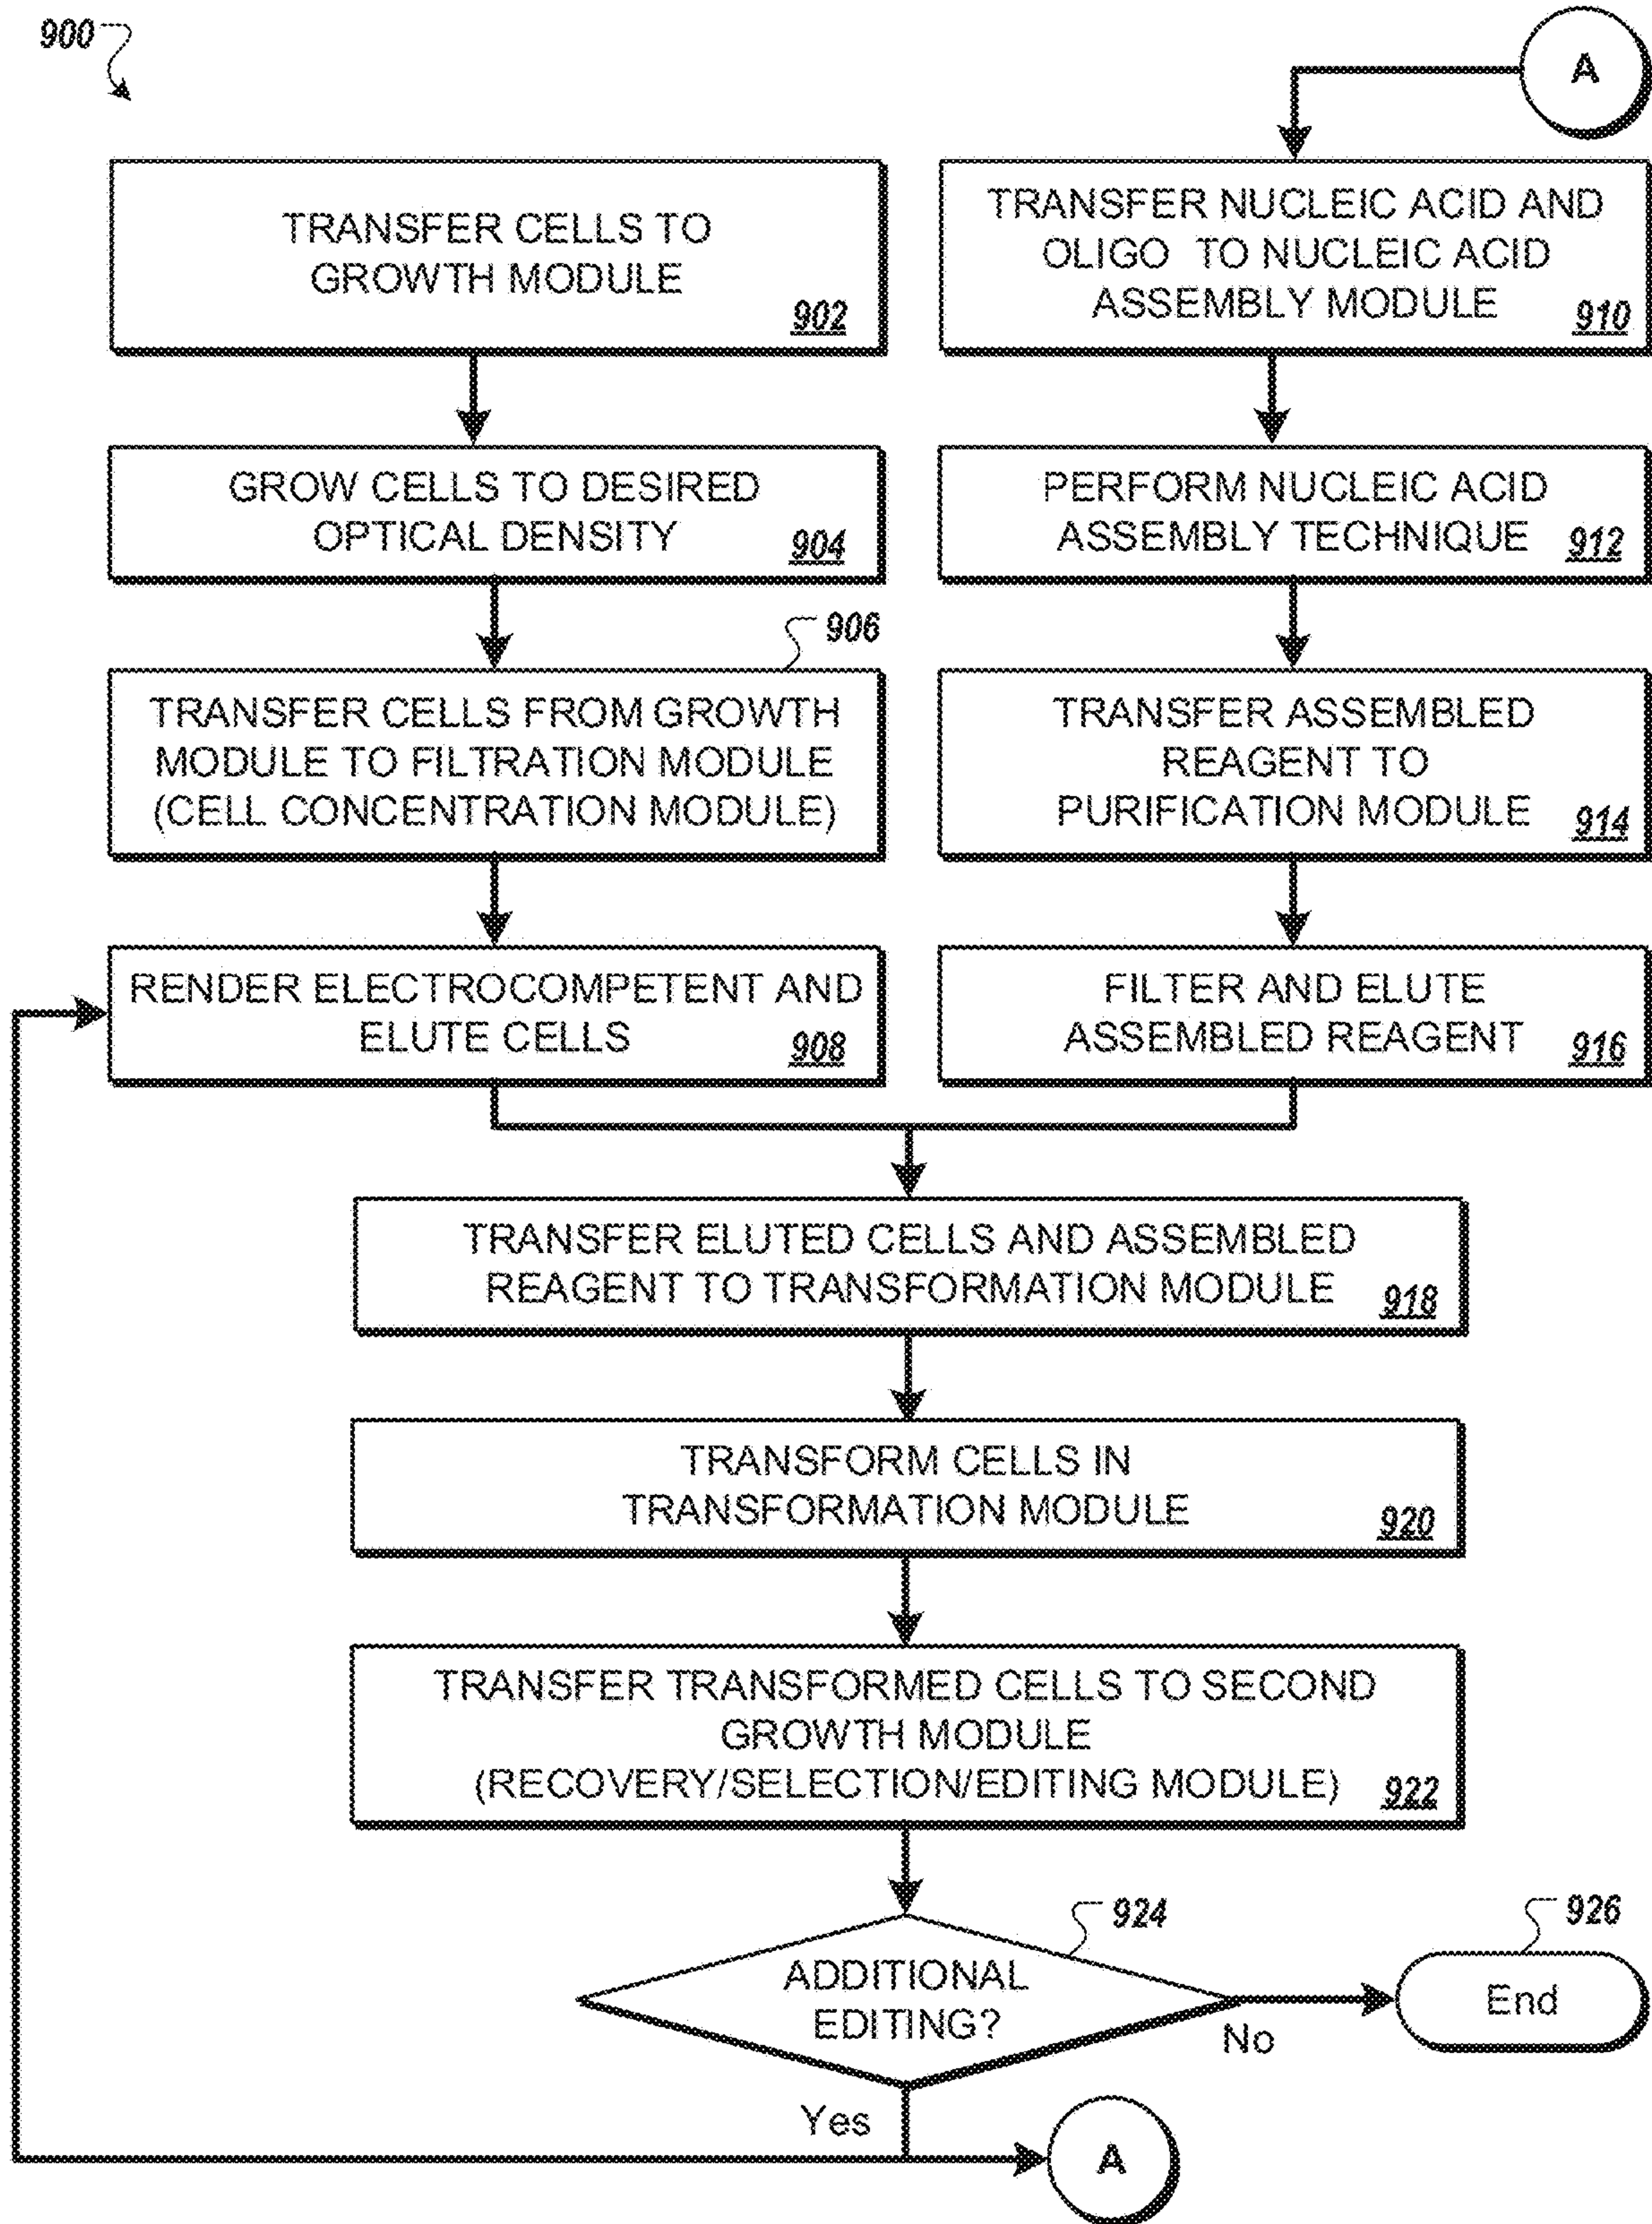 900
A
TRANSFER CELLS TO
GROWTH MODULE
902
GROW CELLS TO DESIRED
OPTICAL DENSITY
904
906
TRANSFER CELLS FROM GROWTH
MODULE TO FILTRATION MODULE
(CELL CONCENTRATION MODULE)
RENDER ELECTROCOMPETENT AND
ELUTE CELLS
908
TRANSFER NUCLEIC ACID AND
OLIGO TO NUCLEIC ACID
ASSEMBLY MODULE
910
PERFORM NUCLEIC ACID
ASSEMBLY TECHNIQUE
912
TRANSFER ASSEMBLED
REAGENT TO
PURIFICATION MODULE
914
FILTER AND ELUTE
ASSEMBLED REAGENT
916
TRANSFER ELUTED CELLS AND ASSEMBLED
REAGENT TO TRANSFORMATION MODULE
918
TRANSFORM CELLS IN
TRANSFORMATION MODULE
920
TRANSFER TRANSFORMED CELLS TO SECOND
GROWTH MODULE
(RECOVERY/SELECTION/EDITING MODULE)
922
924
ADDITIONAL
EDITING?
No
926
End
Yes
A